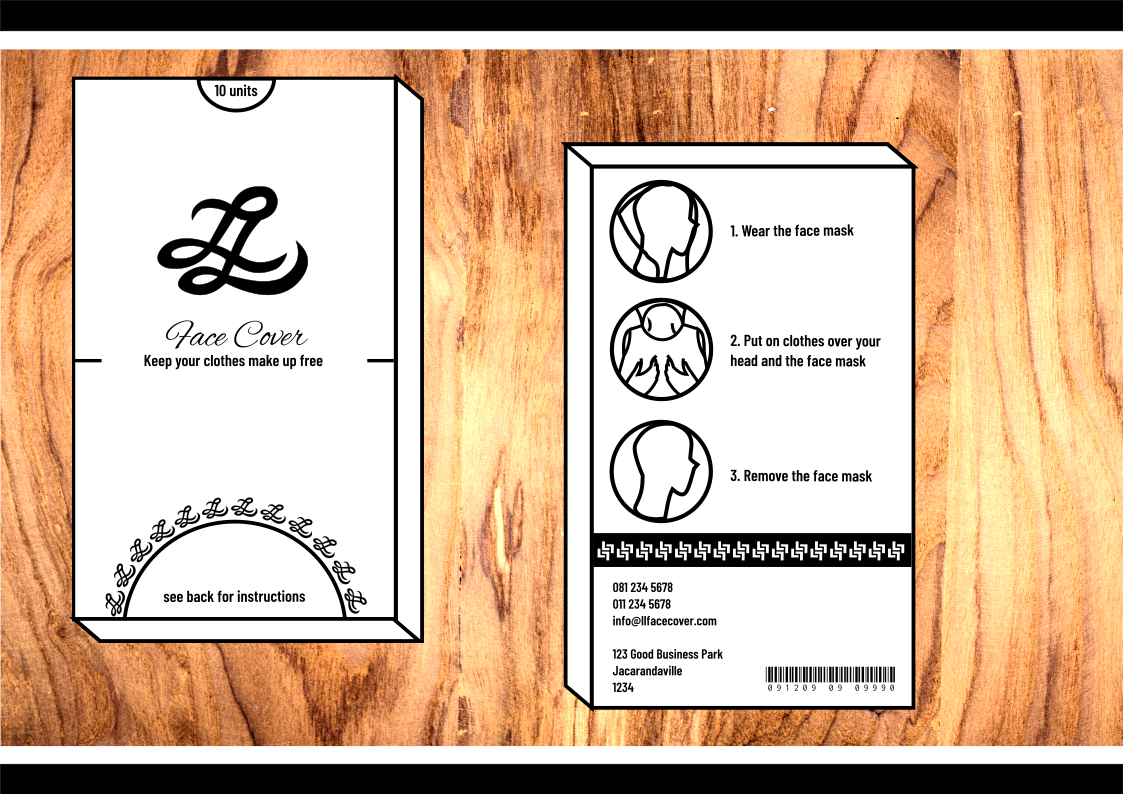 10 units
LL
Face Cover
Keep your clothes make up free
see back for instructions
1. Wear the face mask
2. Put on clothes over your
head and the face mask
3. Remove the face mask
081 234 5678
011 234 5678
info@llfacecover.com
123 Good Business Park
Jacarandaville
1234
091209 09 09990